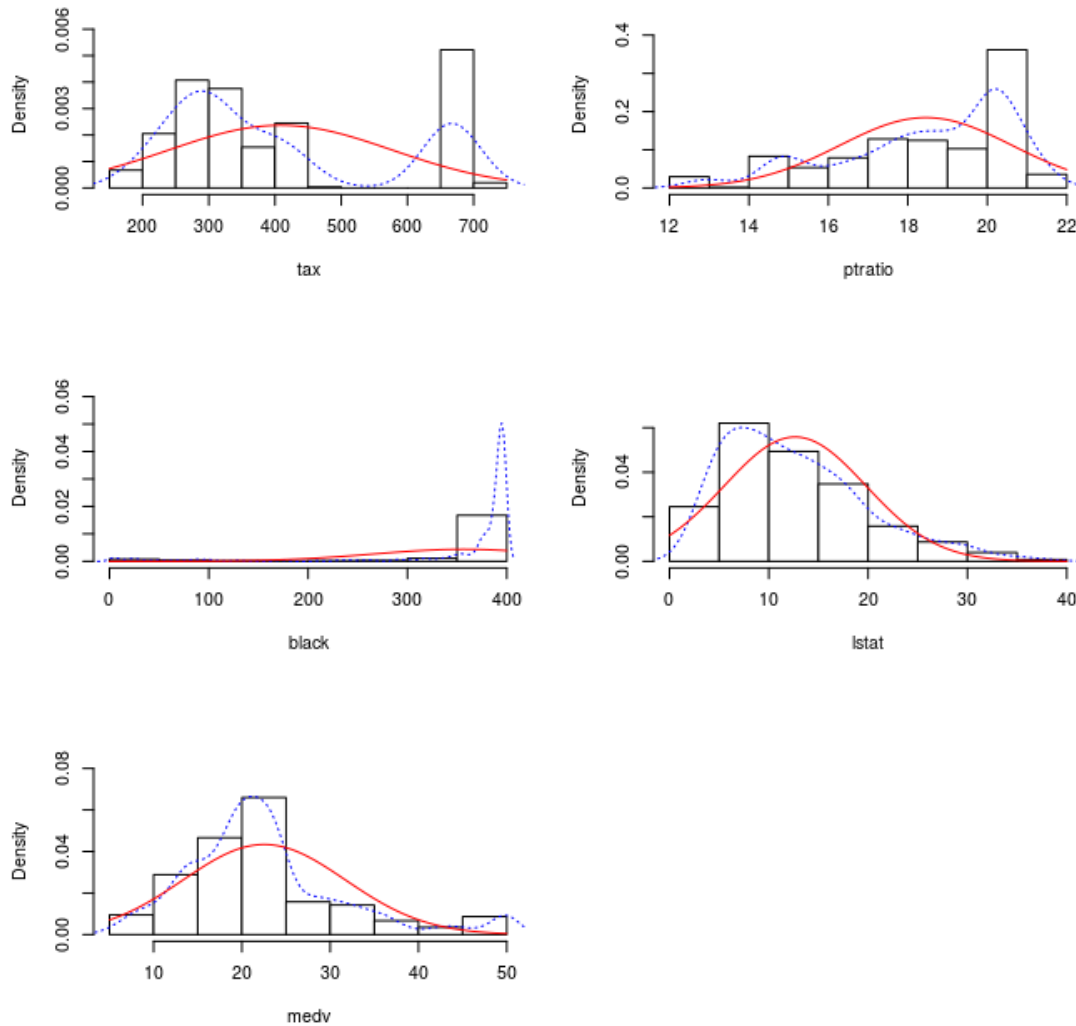 Density
0.000 0.003 0.006
200 300 400 500 600 700
tax
Density
0.0 0.2 0.4
12 14 16 18 20 22
ptratio
Density
0.00 0.02 0.04 0.06
0 100 200 300 400
black
Density
0.00 0.04
0 10 20 30 40
lstat
Density
0.00 0.04 0.08
10 20 30 40 50
medv